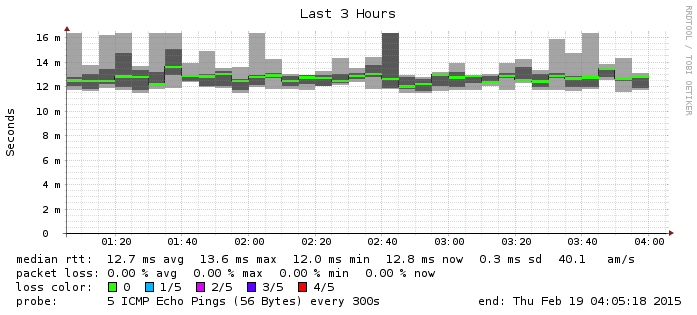 Last 3 Hours
RRDTOOL / TOBI OETIKER
Seconds
16 m
14 m
12 m
10 m
8 m
6 m
4 m
2 m
0
01:20 01:40 02:00 02:20 02:40 03:00 03:20 03:40 04:00
median rtt: 12.7 ms avg 13.6 ms max 12.0 ms min 12.8 ms now 0.3 ms sd 40.1 am/s
packet loss: 0.00 % avg 0.00 % max 0.00 % min 0.00 % now
loss color: 0 1/5 2/5 3/5 4/5
probe: 5 ICMP Echo Pings (56 Bytes) every 300s end: Thu Feb 19 04:05:18 2015